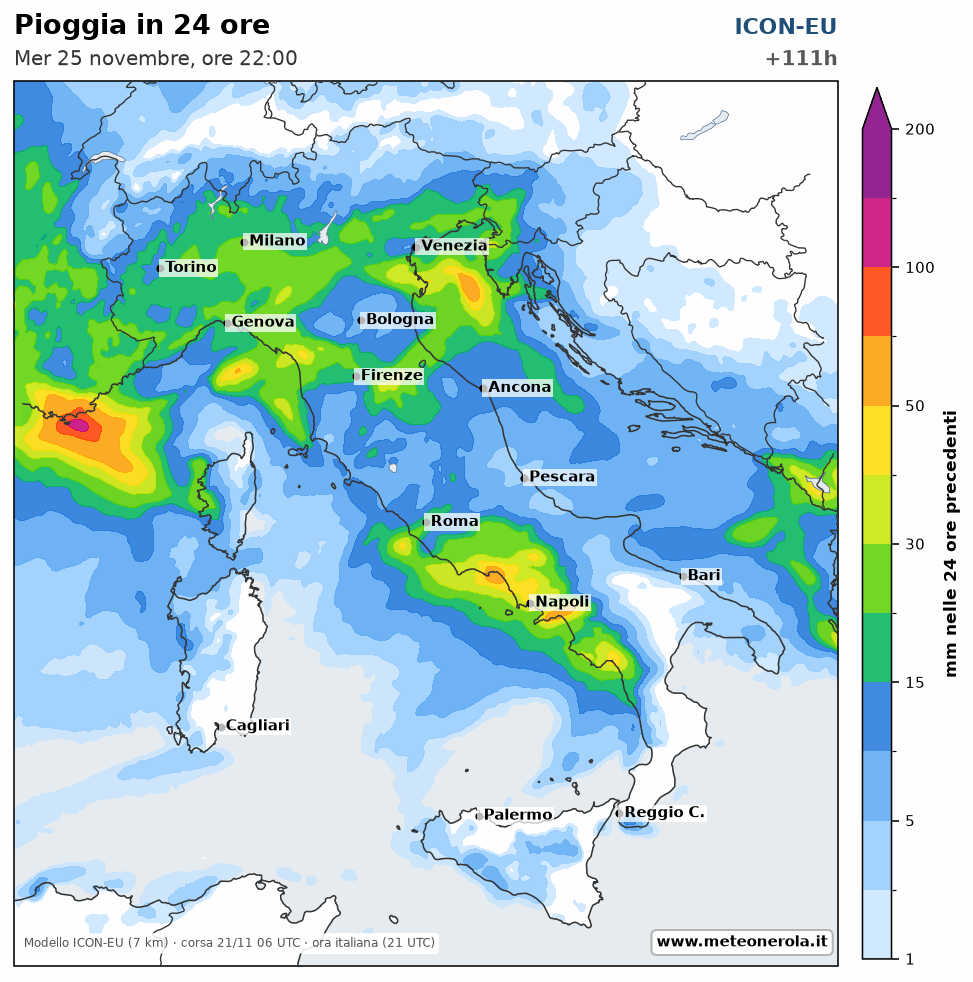 Pioggia in 24 ore
ICON-EU
Mer 25 novembre, ore 22:00
+111h
200
100
50
30
15
5
1
mm nelle 24 ore precedenti
Milano
Venezia
Torino
Genova
Bologna
Firenze
Ancona
Pescara
Roma
Bari
Napoli
Cagliari
Palermo
Reggio C.
Modello ICON-EU (7 km) · corsa 21/11 06 UTC · ora italiana (21 UTC)
www.meteonerola.it